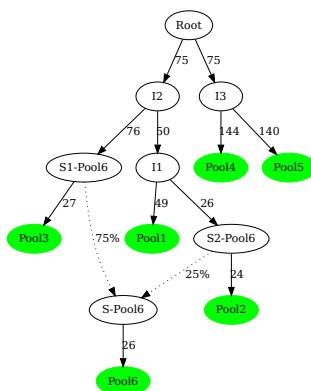 Root
75 75
I2 I3
76 50 144 140
S1-Pool6 I1 Pool4 Pool5
27 49 26
Pool3 75% Pool1 S2-Pool6
25% 24
S-Pool6 Pool2
26
Pool6